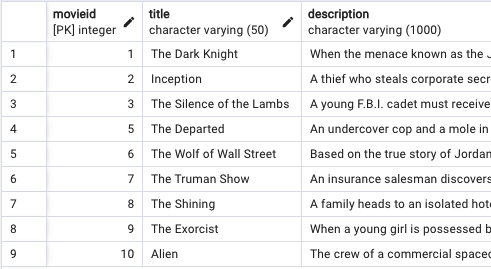 movieid title description
[PK] integer character varying (50) character varying (1000)
1 1 The Dark Knight When the menace known as the
2 2 Inception A thief who steals corporate
3 3 The Silence of the Lambs A young F.B.I. cadet must receive
4 5 The Departed An undercover cop and a mole in
5 6 The Wolf of Wall Street Based on the true story of Jordan
6 7 The Truman Show An insurance salesman discovers
7 8 The Shining A family heads to an isolated
8 9 The Exorcist When a young girl is possessed
9 10 Alien The crew of a commercial